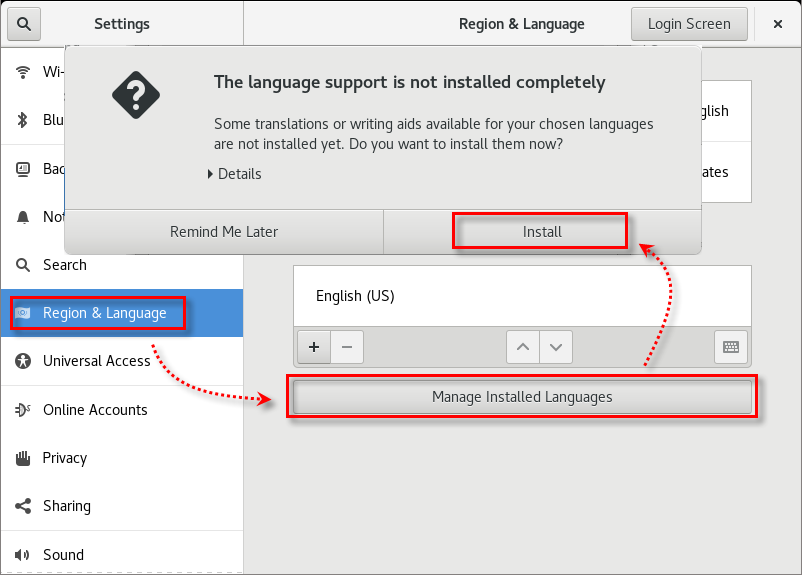 Settings
Region & Language
Login Screen
The language support is not installed completely
Some translations or writing aids available for your chosen languages
are not installed yet. Do you want to install them now?
Details
Remind Me Later
Install
Wi-
Blu
Bac
Not
Search
Region & Language
Universal Access
Online Accounts
Privacy
Sharing
Sound
glish
ates
English (US)
Manage Installed Languages